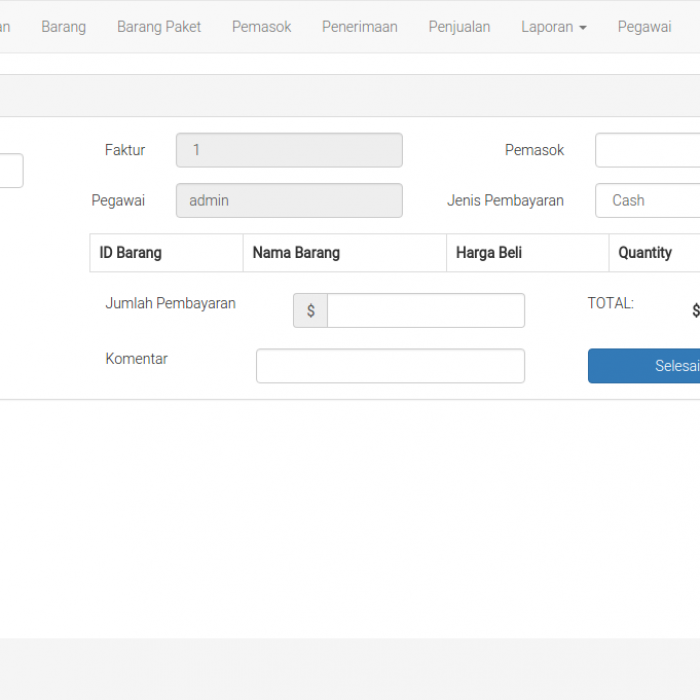 an Barang Barang Paket Pemasok Penerimaan Penjualan Laporan Pegawai
Faktur 1 Pemasok
Pegawai admin Jenis Pembayaran Cash
ID Barang Nama Barang Harga Beli Quantity
Jumlah Pembayaran $ TOTAL: $
Komentar Selesai